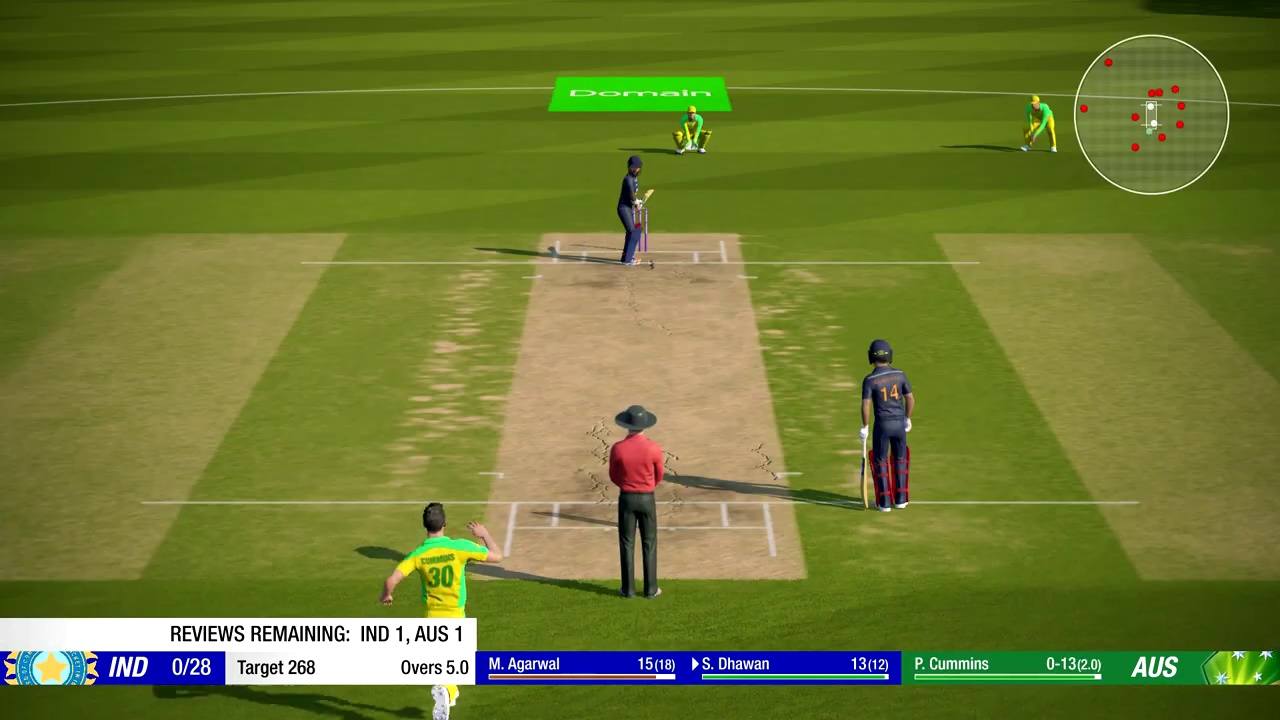 Domain
14
CUMMINS
30
REVIEWS REMAINING: IND 1, AUS 1
IND 0/28 Target 268 Overs 5.0 M. Agarwal 15(18) S. Dhawan 13(12) P. Cummins 0-13(2.0) AUS